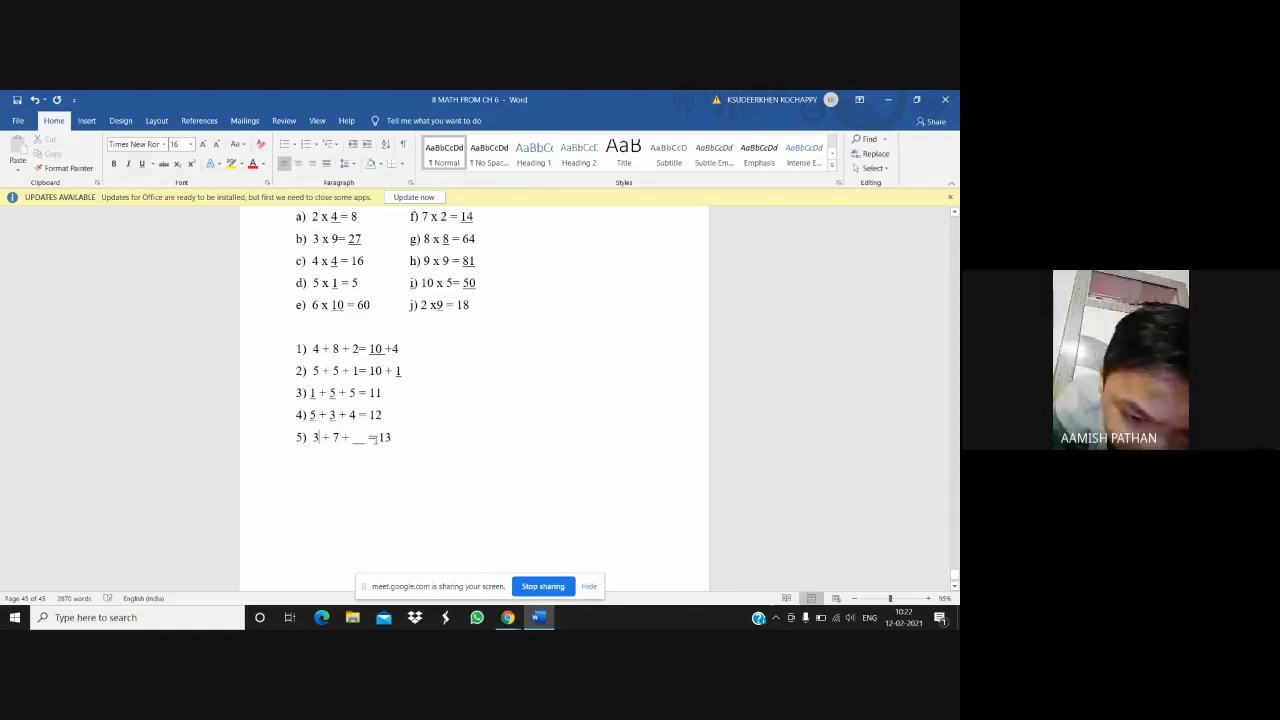 II MATH FROM CH 6 - Word
KSUDEERKHEN KOCHAPPY
KK
File Home Insert Design Layout References Mailings Review View Help Tell me what you want to do
Share
Paste
Cut
Copy
Format Painter
Clipboard
Times New Ror 16
Font
Paragraph
AaBbCcDd AaBbCcDd AaBbCc AaBbCcC AaB AaBbCcC AaBbCcDd AaBbCcDd AaBbCcDd
¶ Normal ¶ No Spac... Heading 1 Heading 2 Title Subtitle Subtle Em... Emphasis Intense E...
Styles
Find
Replace
Select
Editing
UPDATES AVAILABLE Updates for Office are ready to be installed, but first we need to close some apps. Update now
a) 2 x 4 = 8 f) 7 x 2 = 14
b) 3 x 9= 27 g) 8 x 8 = 64
c) 4 x 4 = 16 h) 9 x 9 = 81
d) 5 x 1 = 5 i) 10 x 5= 50
e) 6 x 10 = 60 j) 2 x9 = 18
1) 4 + 8 + 2= 10 +4
2) 5 + 5 + 1= 10 + 1
3) 1 + 5 + 5 = 11
4) 5 + 3 + 4 = 12
5) 3 + 7 + __ = 13
AAMISH PATHAN
meet.google.com is sharing your screen. Stop sharing Hide
Page 45 of 45 2070 words English (India) 95%
Type here to search
ENG
10:22
12-02-2021